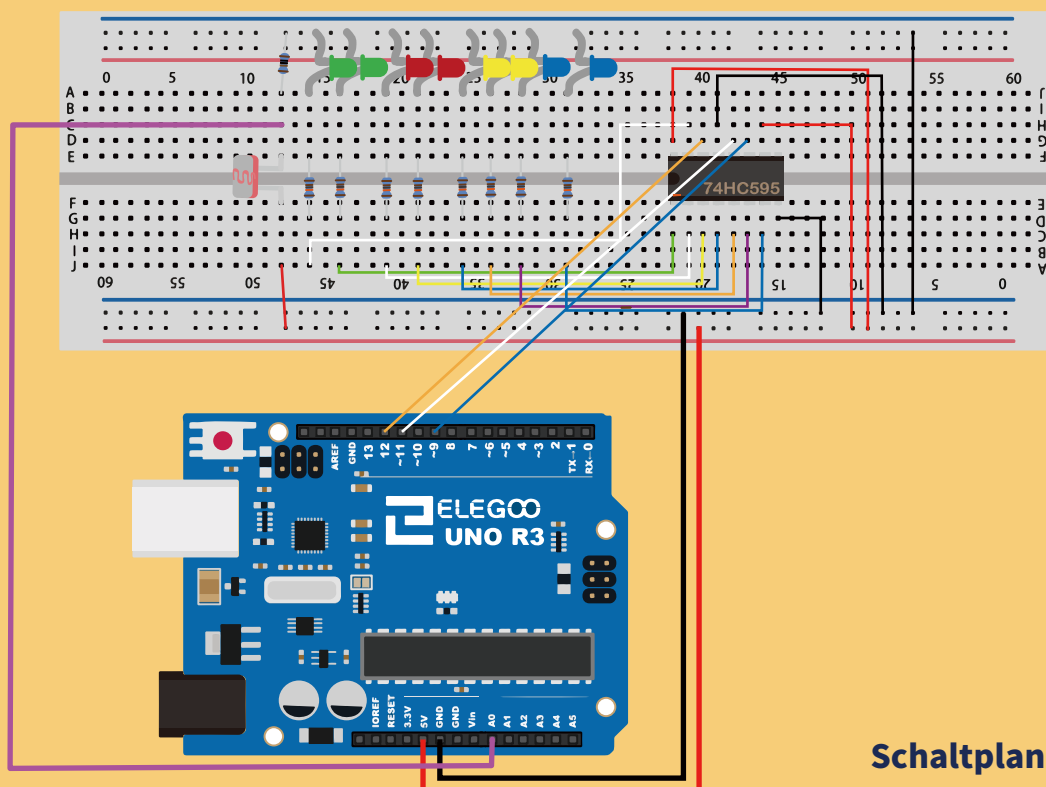 0 5 10 15 20 25 30 35 40 45 50 55 60
A J
B I
C H
D G
E F
74HC595
F E
G D
H C
I B
J A
60 55 50 45 40 35 30 25 20 15 10 5 0
AREF GND 13 12 ~11 ~10 ~9 8 7 ~6 ~5 4 ~3 2 TX→1 RX←0
ELEGOO
UNO R3
IOREF RESET 3.3V 5V GND GND Vin A0 A1 A2 A3 A4 A5
Schaltplan